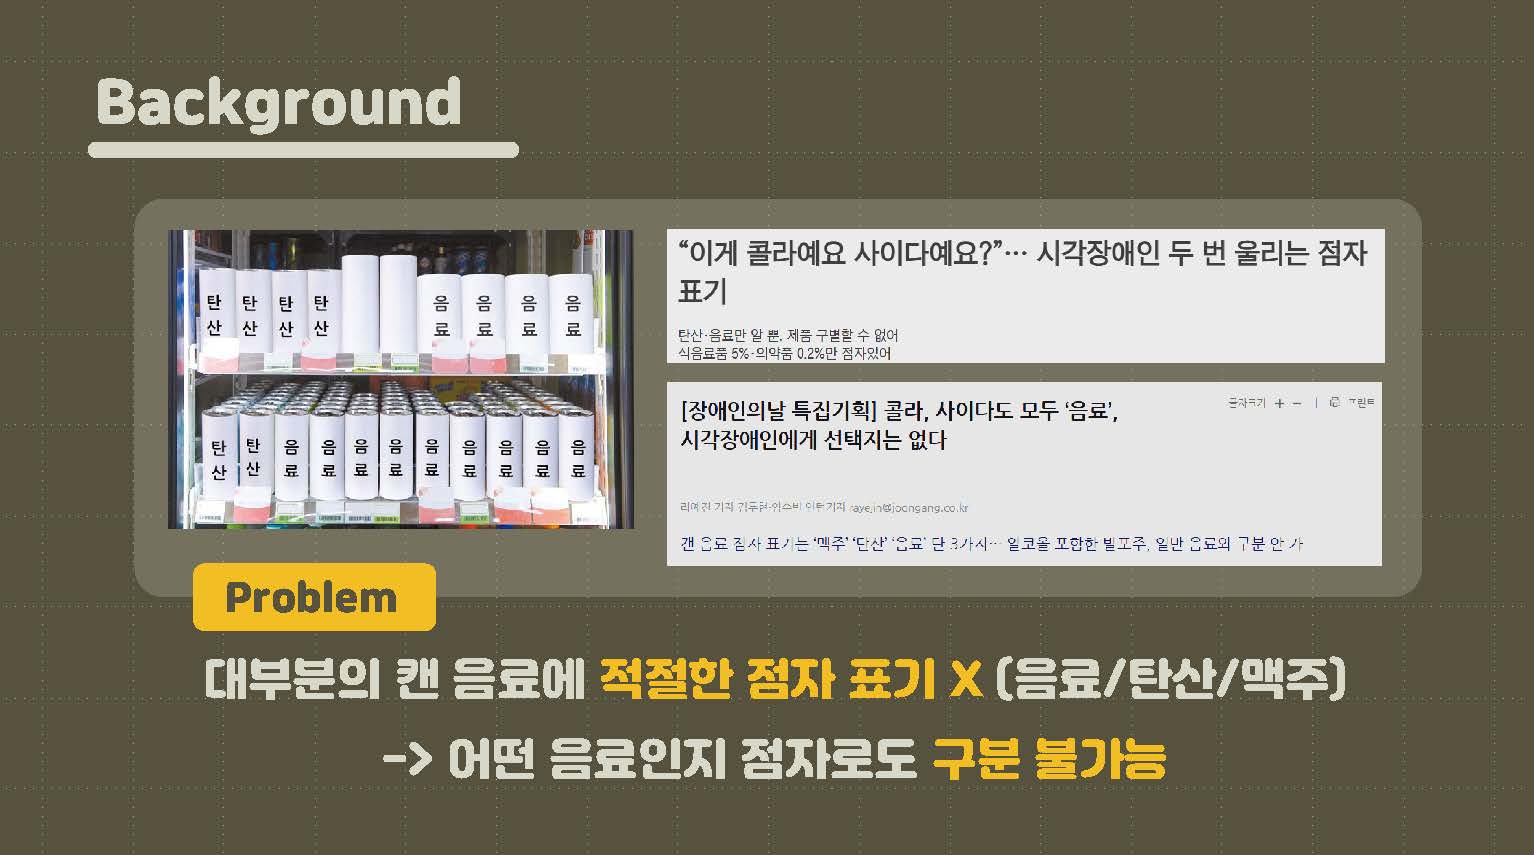 Background
탄산 탄산 탄산 탄산 음료 음료 음료 음료
탄산 탄산 음료 음료 음료 음료 음료 음료 음료 음료 음료
“이게 콜라예요 사이다예요?”… 시각장애인 두 번 울리는 점자
표기
탄산·음료만 알 뿐, 제품 구별할 수 없어
식음료품 5%·의약품 0.2%만 점자있어
[장애인의날 특집기획] 콜라, 사이다도 모두 ‘음료’,
시각장애인에게 선택지는 없다
글자크기 + − | 프린트
rayejin@joongang.co.kr
캔 음료 점자 표기는 ‘맥주’ ‘탄산’ ‘음료’ 단 3가지… 알코올 포함한 발포주, 일반 음료와 구분 안 가
Problem
대부분의 캔 음료에 적절한 점자 표기 X (음료/탄산/맥주)
-> 어떤 음료인지 점자로도 구분 불가능